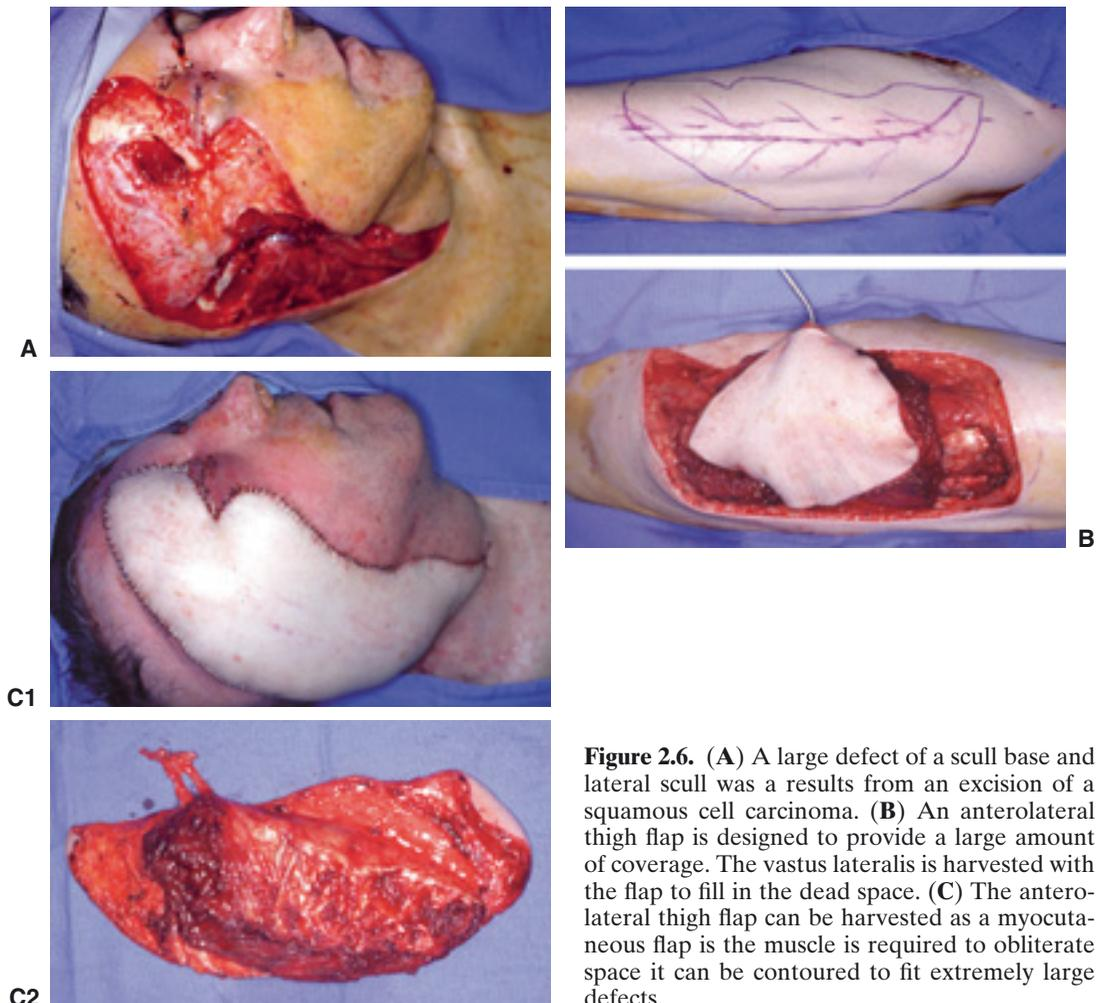 A
B
C1
C2
Figure 2.6. (A) A large defect of a scull base and
lateral scull was a results from an excision of a
squamous cell carcinoma. (B) An anterolateral
thigh flap is designed to provide a large amount
of coverage. The vastus lateralis is harvested with
the flap to fill in the dead space. (C) The antero-
lateral thigh flap can be harvested as a myocuta-
neous flap is the muscle is required to obliterate
space it can be contoured to fit extremely large
defects